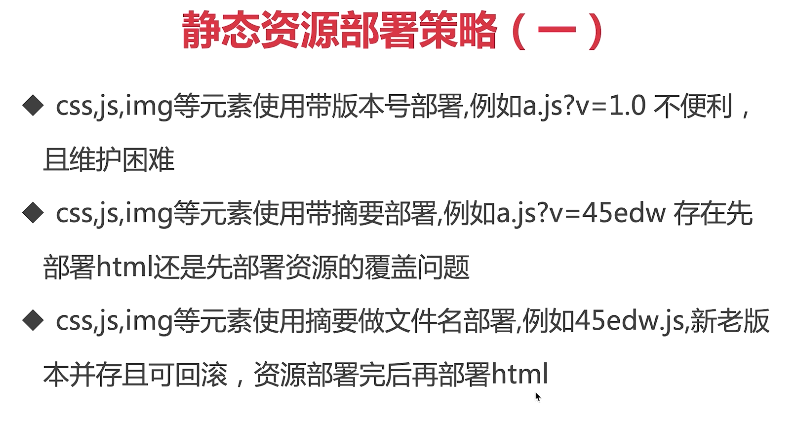 静态资源部署策略（一）
◆ css,js,img等元素使用带版本号部署,例如a.js?v=1.0 不便利，
且维护困难
◆ css,js,img等元素使用带摘要部署,例如a.js?v=45edw 存在先
部署html还是先部署资源的覆盖问题
◆ css,js,img等元素使用摘要做文件名部署,例如45edw.js,新老版
本并存且可回滚，资源部署完后再部署html